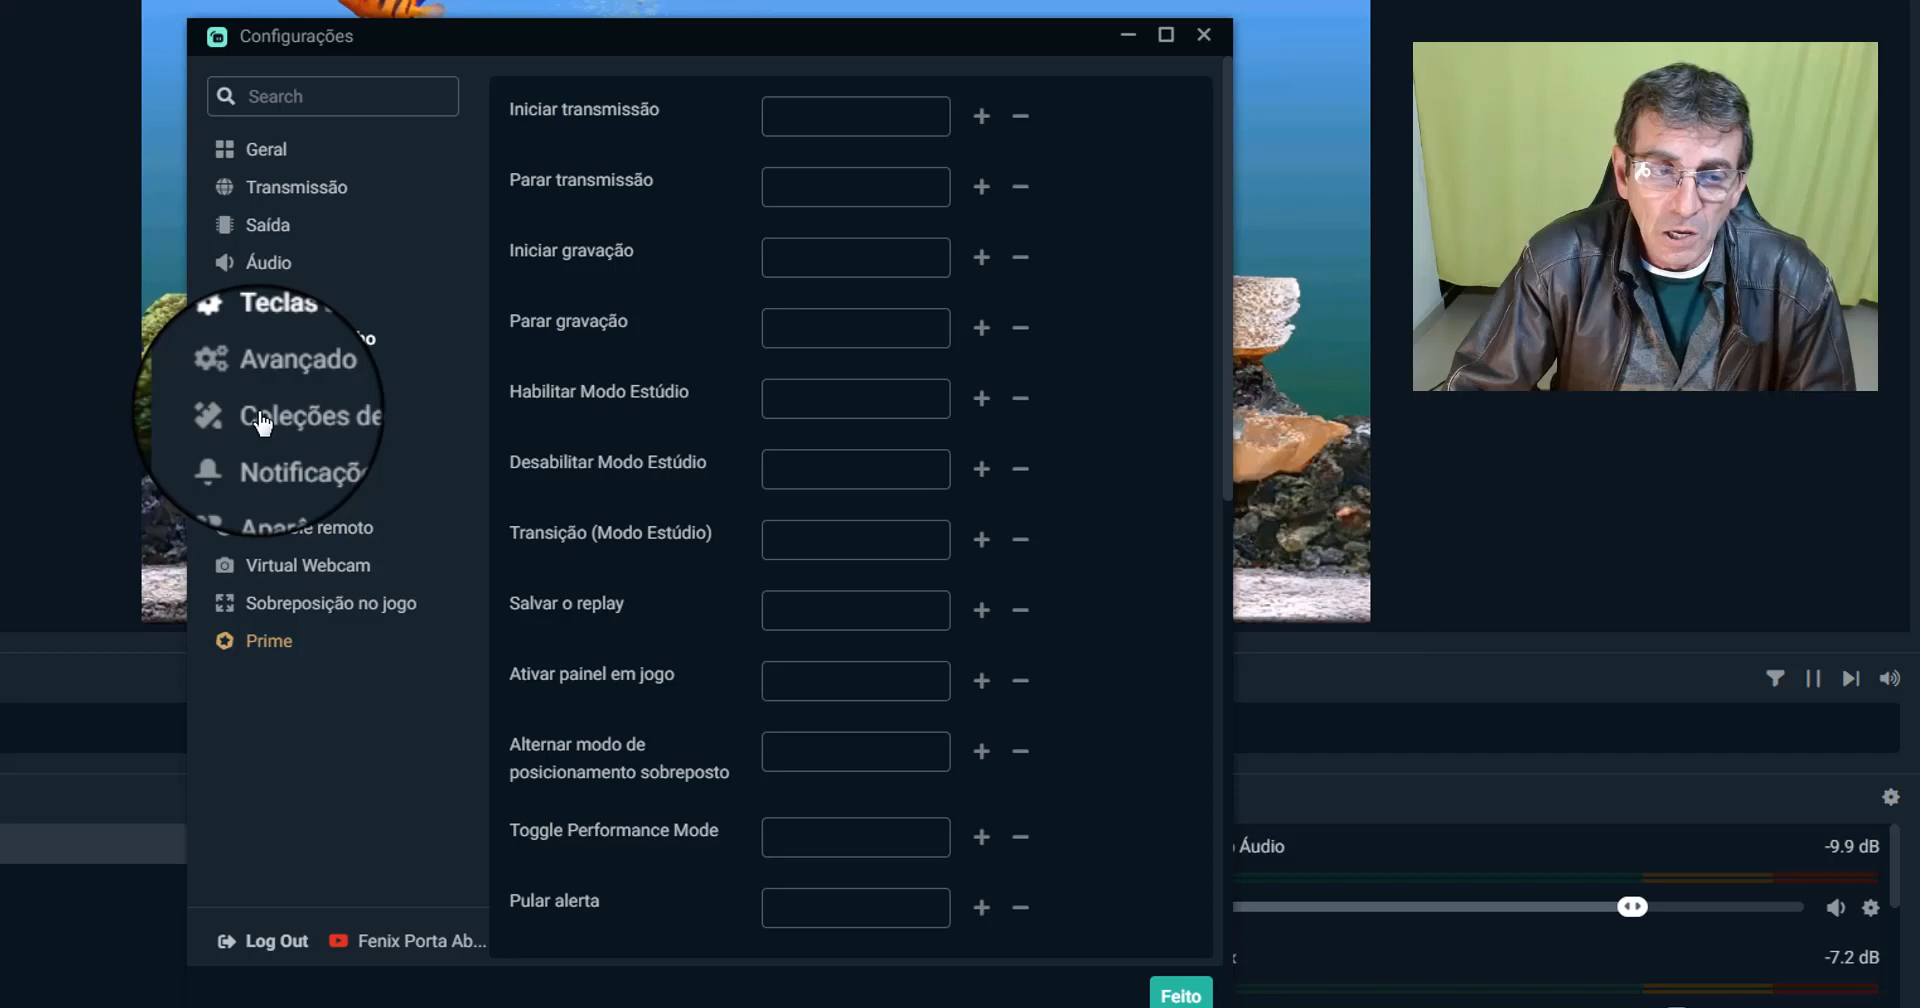 Configurações
Search
Geral
Transmissão
Saída
Áudio
Teclas
Avançado
Coleções de
Notificaçõ
remoto
Virtual Webcam
Sobreposição no jogo
Prime
Log Out
Fenix Porta Ab...
Iniciar transmissão
Parar transmissão
Iniciar gravação
Parar gravação
Habilitar Modo Estúdio
Desabilitar Modo Estúdio
Transição (Modo Estúdio)
Salvar o replay
Ativar painel em jogo
Alternar modo de
posicionamento sobreposto
Toggle Performance Mode
Pular alerta
Feito
Áudio
-9.9 dB
-7.2 dB